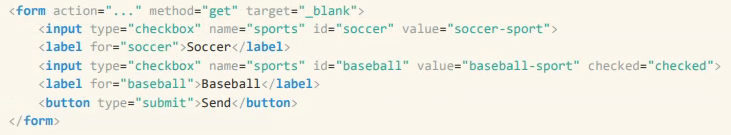 <form action="..." method="get" target="_blank">
    <input type="checkbox" name="sports" id="soccer" value="soccer-sport">
    <label for="soccer">Soccer</label>
    <input type="checkbox" name="sports" id="baseball" value="baseball-sport" checked="checked">
    <label for="baseball">Baseball</label>
    <button type="submit">Send</button>
</form>